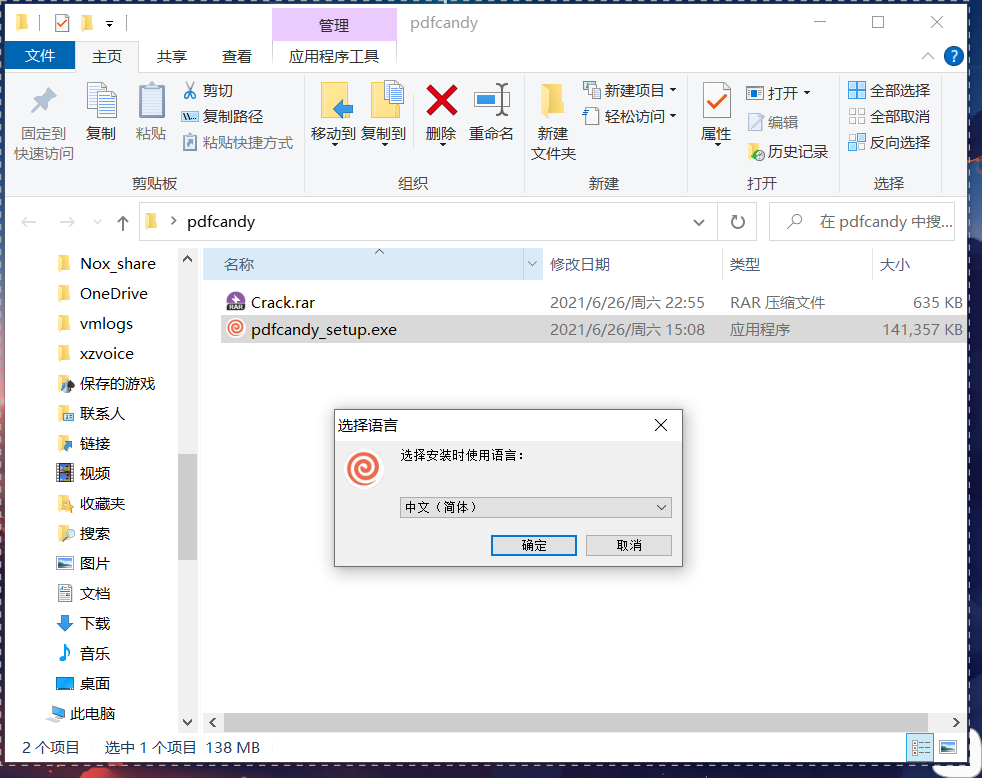 管理
pdfcandy
文件
主页
共享
查看
应用程序工具
?
固定到
快速访问
复制
粘贴
剪切
复制路径
粘贴快捷方式
剪贴板
移动到
复制到
删除
重命名
组织
新建
文件夹
新建项目
轻松访问
新建
属性
打开
编辑
历史记录
打开
全部选择
全部取消
反向选择
选择
pdfcandy
在 pdfcandy 中搜...
名称
修改日期
类型
大小
Crack.rar
2021/6/26/周六 22:55
RAR 压缩文件
635 KB
pdfcandy_setup.exe
2021/6/26/周六 15:08
应用程序
141,357 KB
Nox_share
OneDrive
vmlogs
xzvoice
保存的游戏
联系人
链接
视频
收藏夹
搜索
图片
文档
下载
音乐
桌面
此电脑
选择语言
选择安装时使用语言：
中文（简体）
确定
取消
2 个项目
选中 1 个项目 138 MB